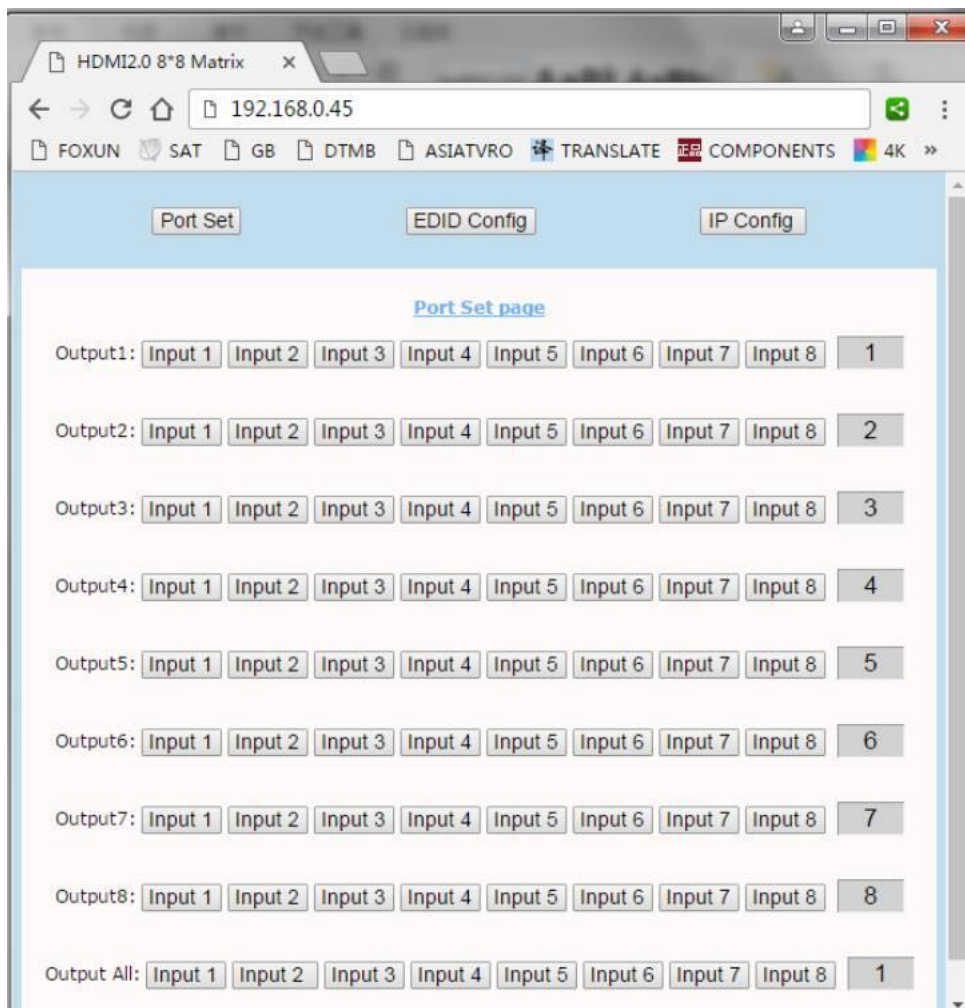 HDMI2.0 8*8 Matrix
192.168.0.45
FOXUN SAT GB DTMB ASIATVRO TRANSLATE 正品 COMPONENTS 4K »
Port Set EDID Config IP Config
Port Set page
Output1: Input 1 Input 2 Input 3 Input 4 Input 5 Input 6 Input 7 Input 8 1
Output2: Input 1 Input 2 Input 3 Input 4 Input 5 Input 6 Input 7 Input 8 2
Output3: Input 1 Input 2 Input 3 Input 4 Input 5 Input 6 Input 7 Input 8 3
Output4: Input 1 Input 2 Input 3 Input 4 Input 5 Input 6 Input 7 Input 8 4
Output5: Input 1 Input 2 Input 3 Input 4 Input 5 Input 6 Input 7 Input 8 5
Output6: Input 1 Input 2 Input 3 Input 4 Input 5 Input 6 Input 7 Input 8 6
Output7: Input 1 Input 2 Input 3 Input 4 Input 5 Input 6 Input 7 Input 8 7
Output8: Input 1 Input 2 Input 3 Input 4 Input 5 Input 6 Input 7 Input 8 8
Output All: Input 1 Input 2 Input 3 Input 4 Input 5 Input 6 Input 7 Input 8 1